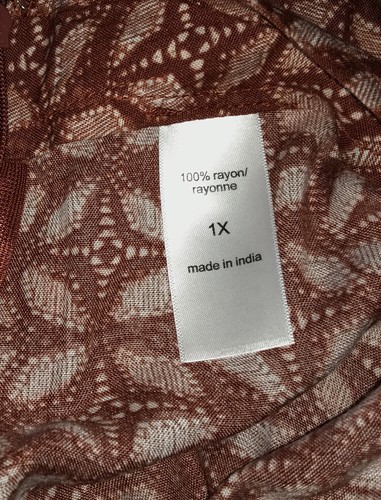 100% rayon/
rayonne
1X
made in india